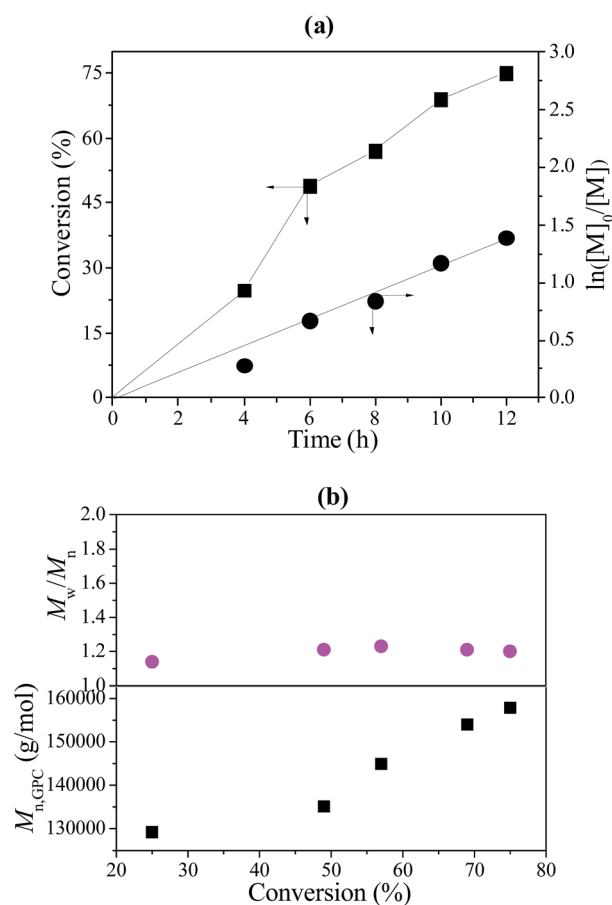 (a)
Conversion (%)
75
60
45
30
15
0
3.0
2.5
2.0
1.5
1.0
0.5
0.0
ln([M]0/[M])
0 2 4 6 8 10 12
Time (h)
(b)
Mw/Mn
2.0
1.8
1.6
1.4
1.2
1.0
Mn,GPC (g/mol)
160000
150000
140000
130000
20 30 40 50 60 70 80
Conversion (%)